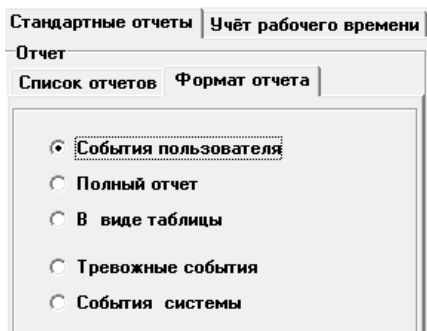 Стандартные отчеты Учёт рабочего времени
Отчет
Список отчетов Формат отчета
События пользователя
Полный отчет
В виде таблицы
Тревожные события
События системы